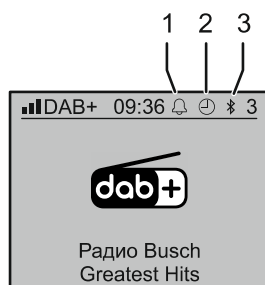 1 2 3
DAB+ 09:36 3
dab+
Радио Busch
Greatest Hits